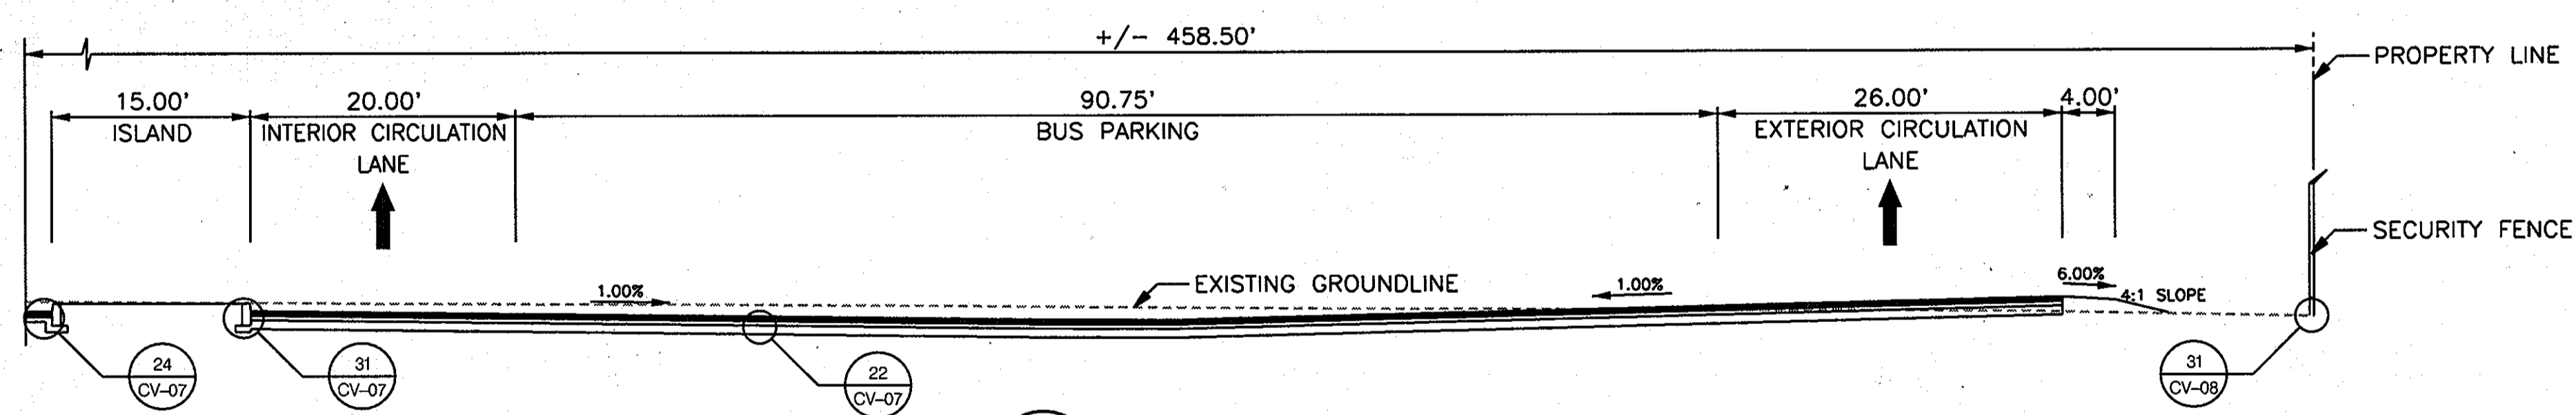 +/- 458.50'
PROPERTY LINE
15.00'
20.00'
90.75'
26.00'
4.00'
ISLAND
INTERIOR CIRCULATION
LANE
BUS PARKING
EXTERIOR CIRCULATION
LANE
SECURITY FENCE
EXISTING GROUNDLINE
1.00%
1.00%
6.00%
4:1 SLOPE
24
CV-07
31
CV-07
22
CV-07
31
CV-08